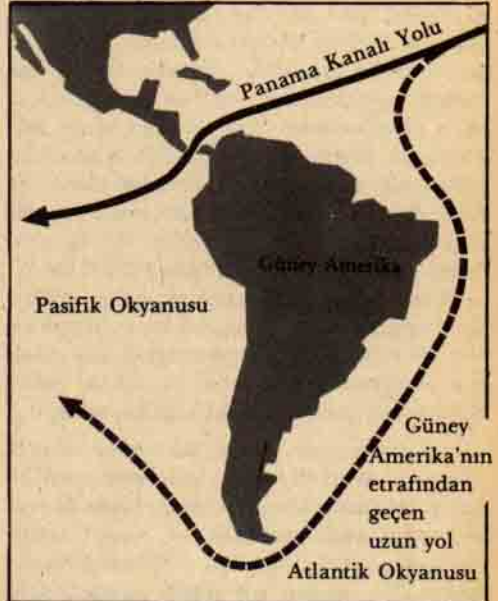 Panama Kanalı Yolu
Güney Amerika
Pasifik Okyanusu
Güney
Amerika'nın
etrafından
geçen
uzun yol
Atlantik Okyanusu